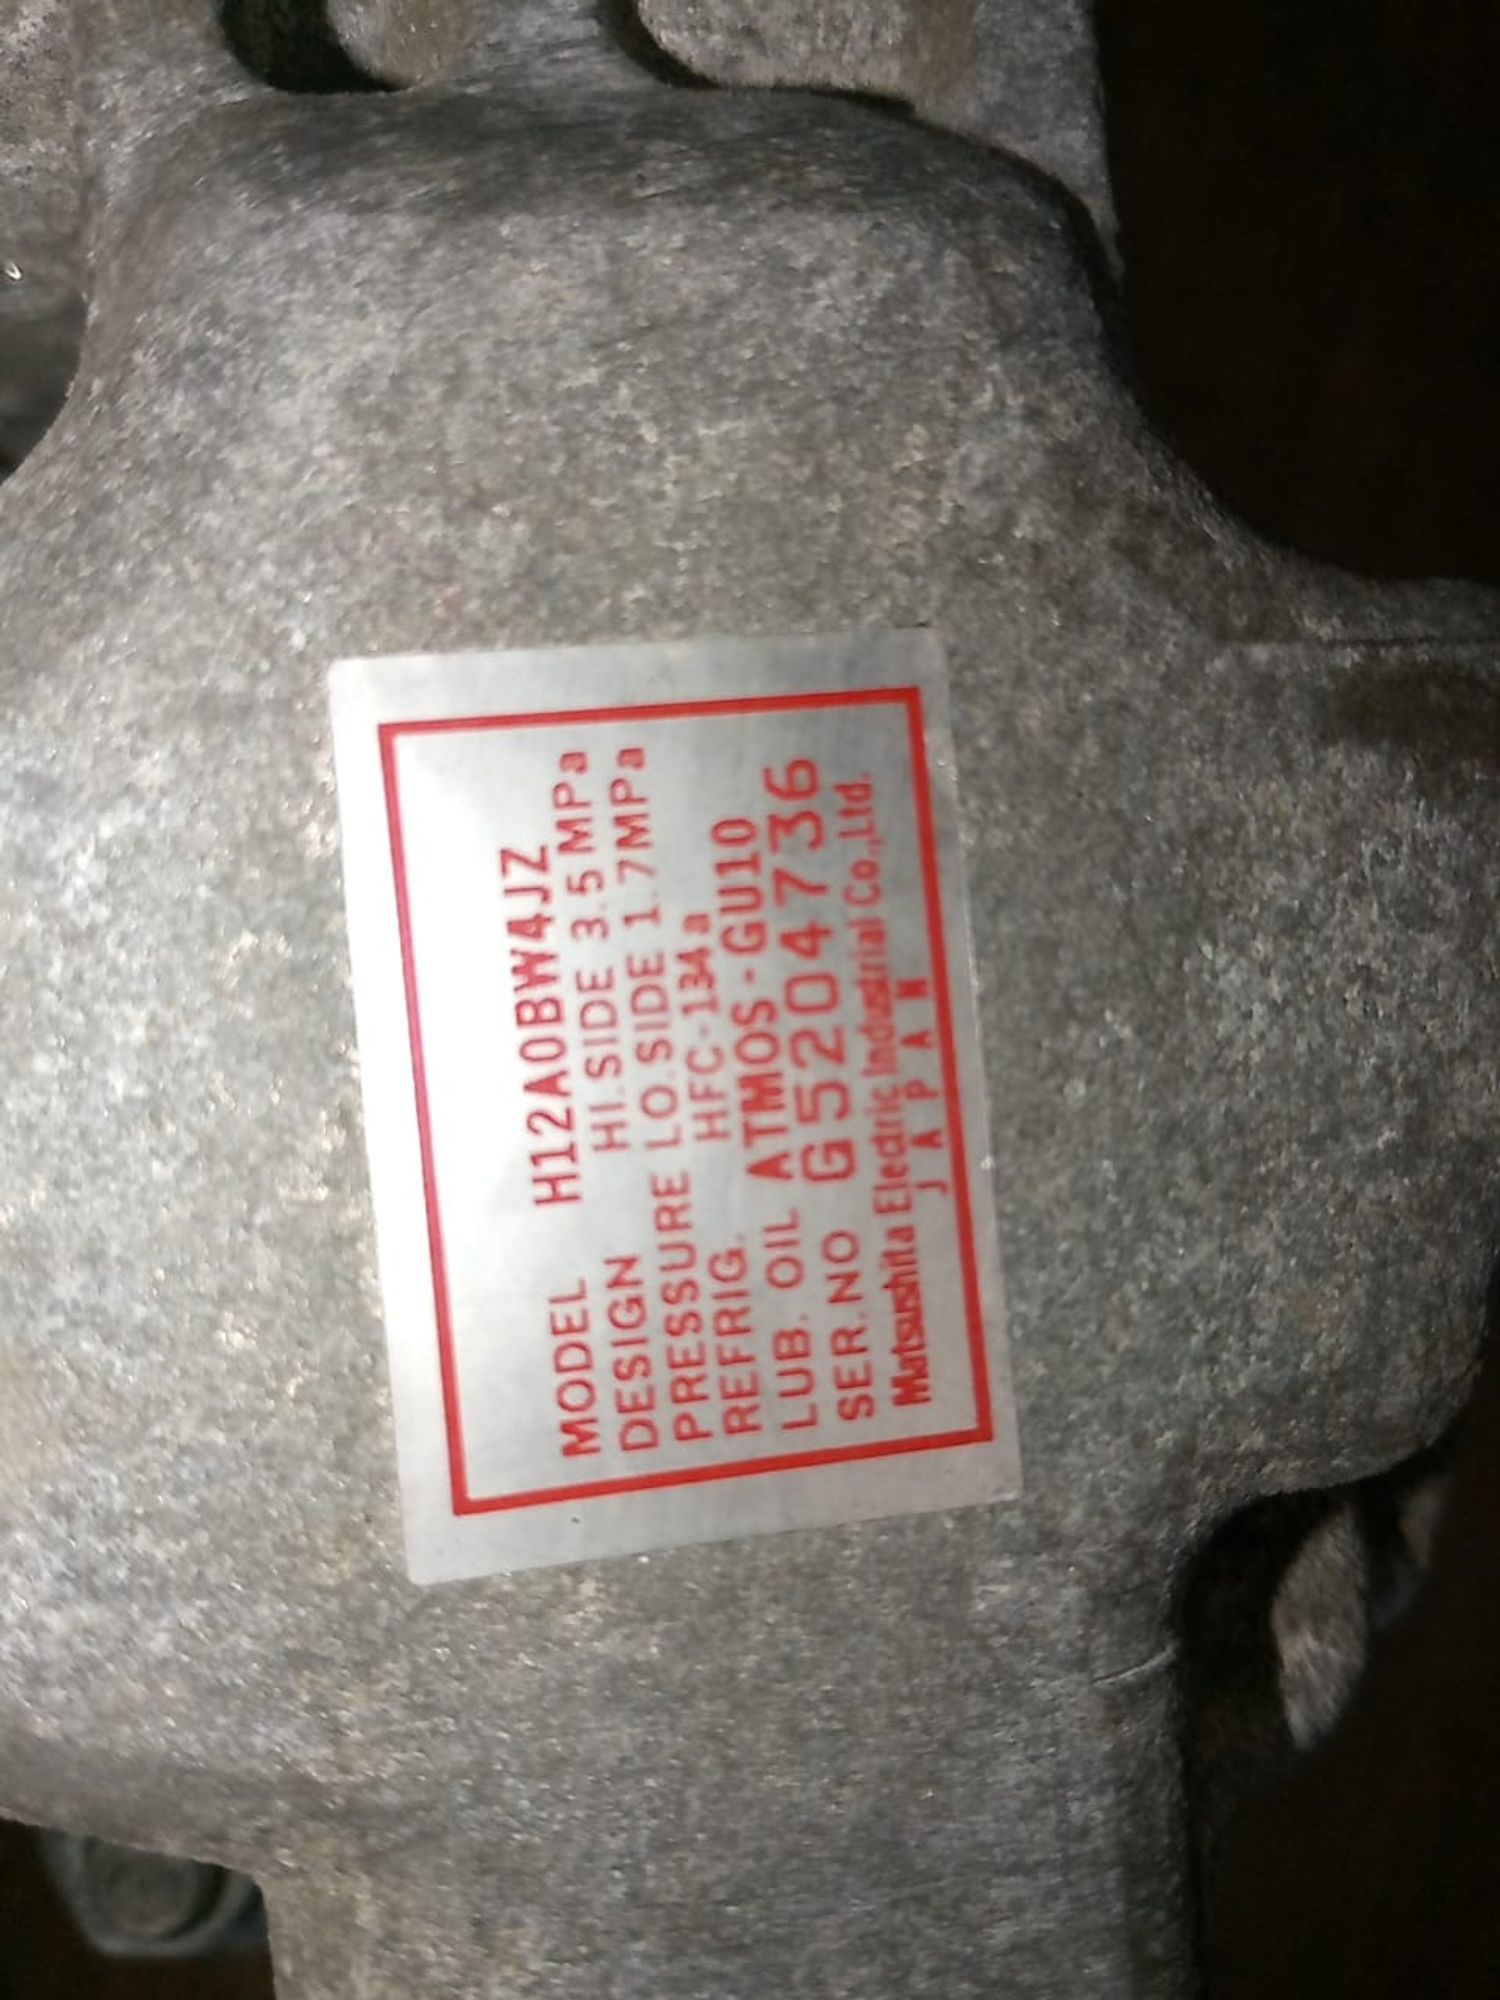 MODEL H12A0BW4JZ
DESIGN HI.SIDE 3.5MPa
PRESSURE LO.SIDE 1.7MPa
REFRIG. HFC-134a
LUB. OIL ATMOS-GU10
SER.NO G5204736
Matsushita Electric Industrial Co.,Ltd.
JAPAN